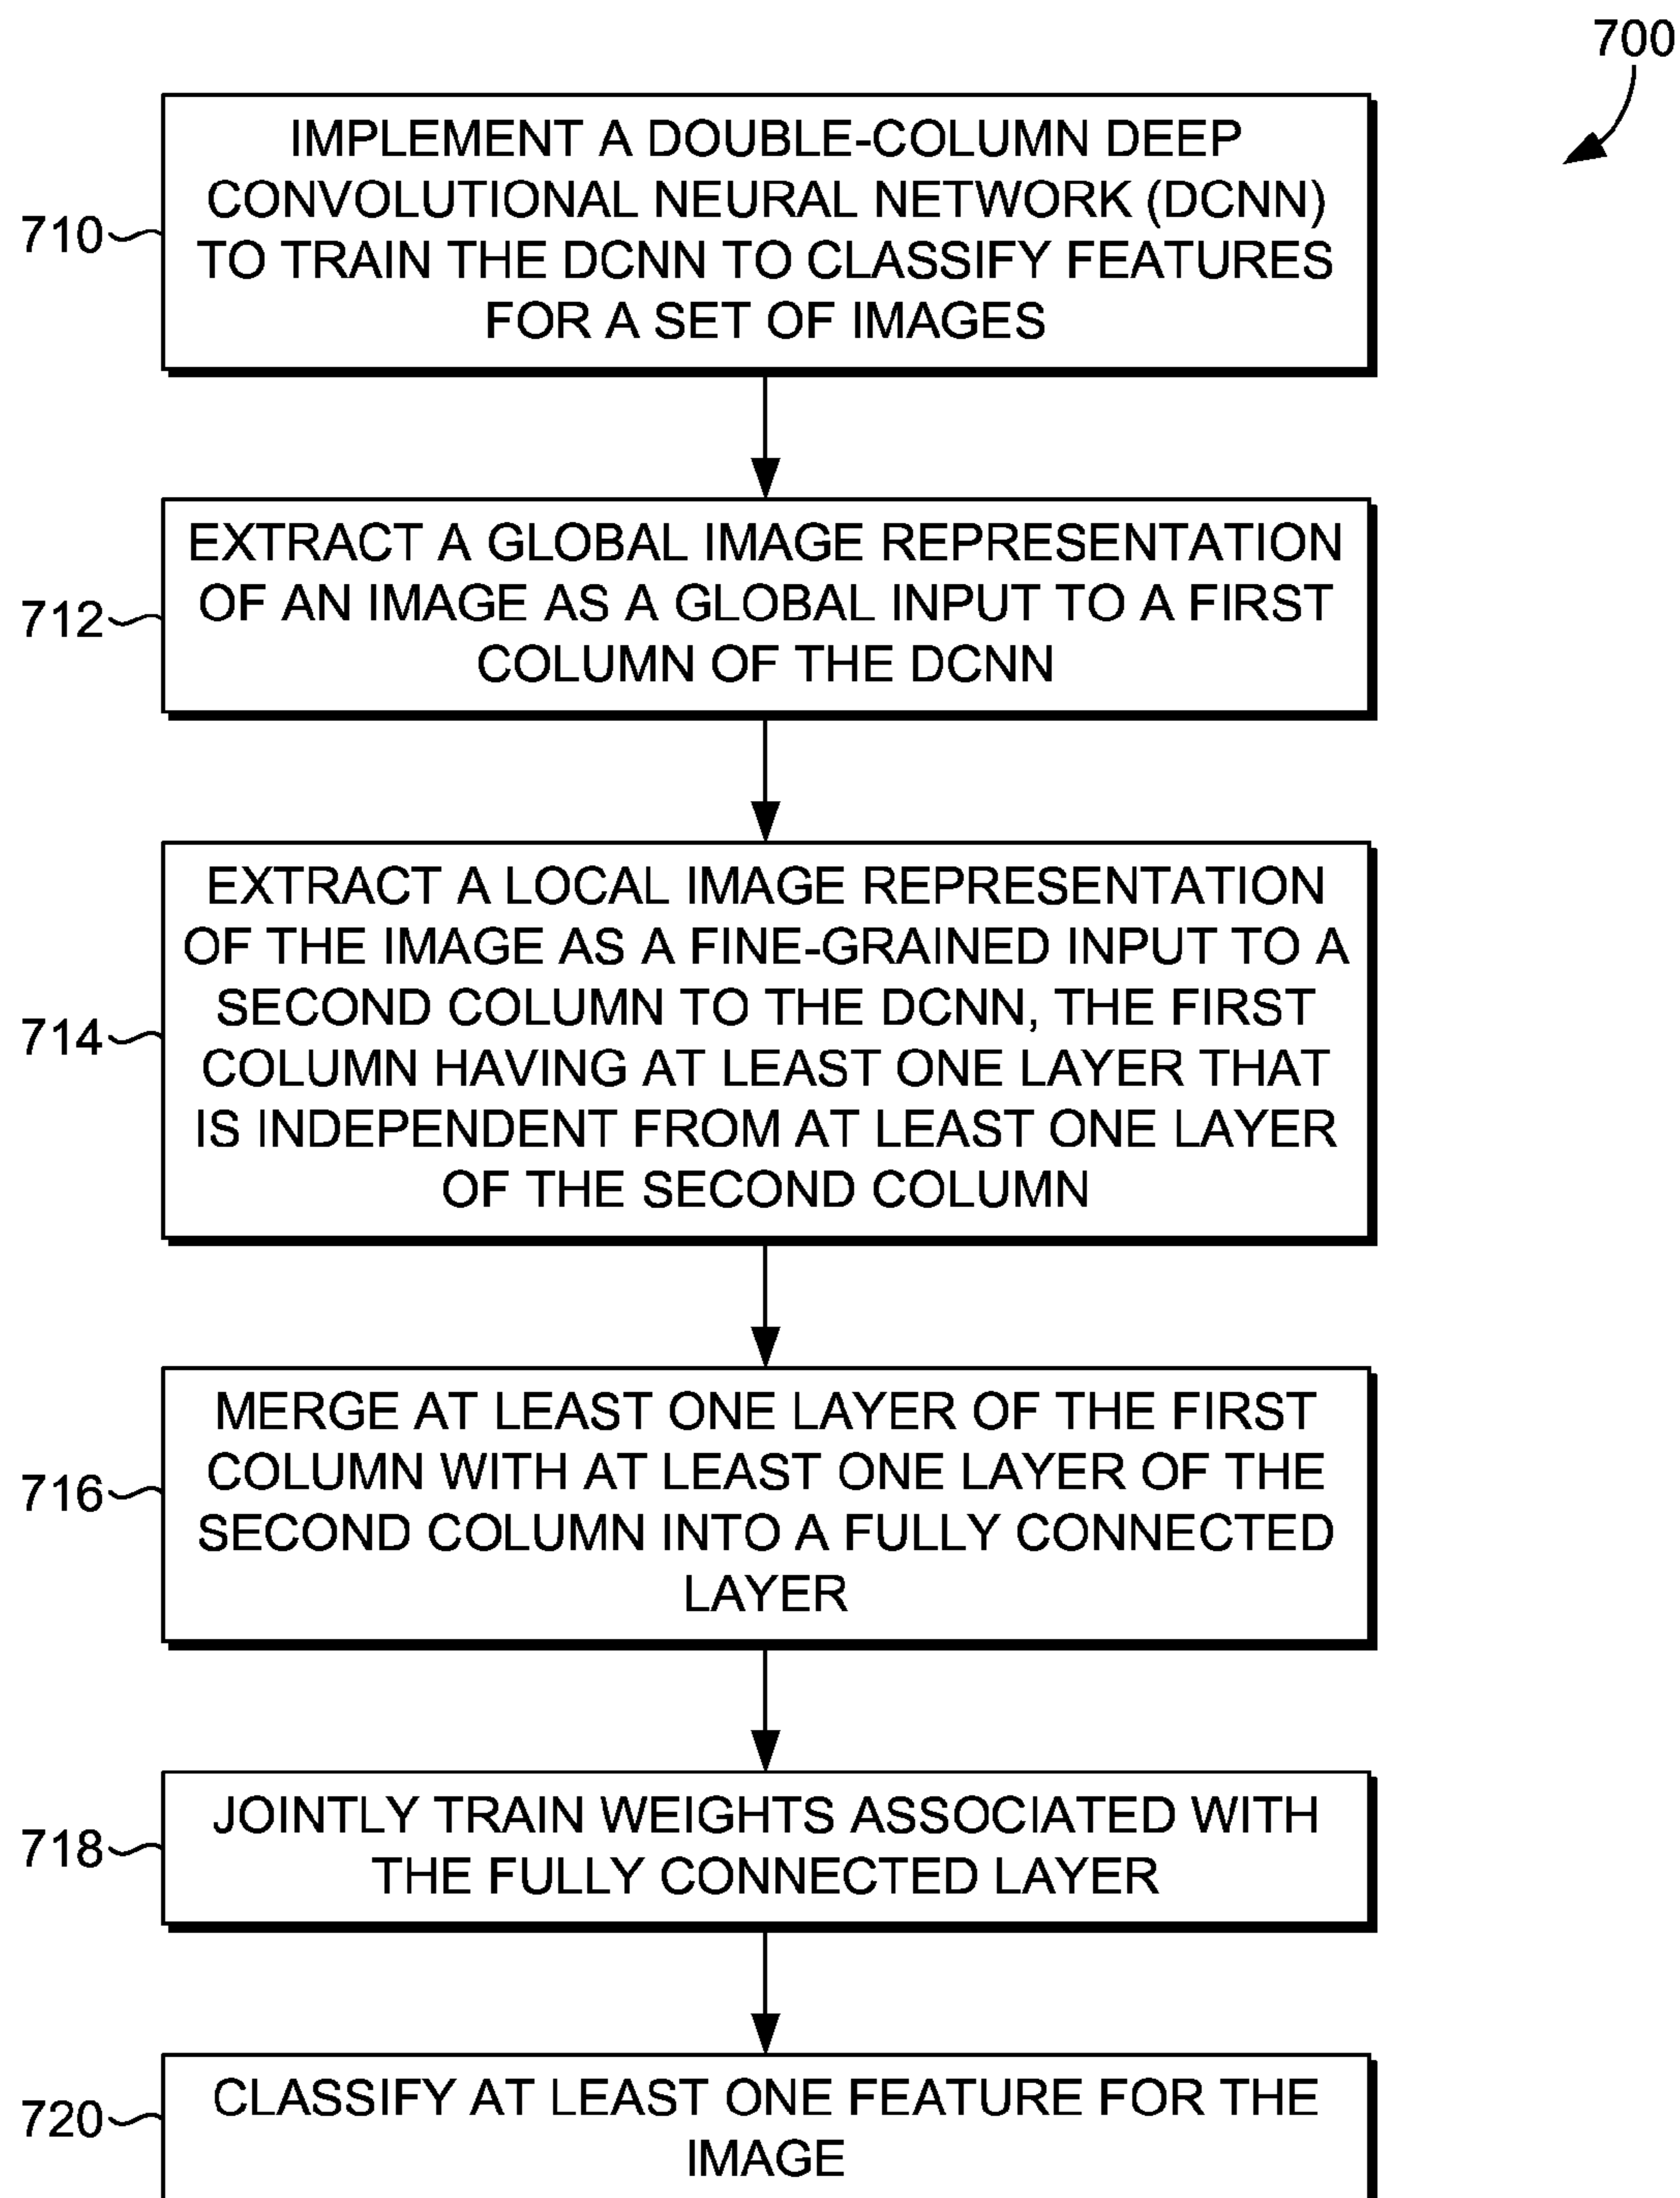 700
IMPLEMENT A DOUBLE-COLUMN DEEP
CONVOLUTIONAL NEURAL NETWORK (DCNN)
710
TO TRAIN THE DCNN TO CLASSIFY FEATURES
FOR A SET OF IMAGES
EXTRACT A GLOBAL IMAGE REPRESENTATION
712
OF AN IMAGE AS A GLOBAL INPUT TO A FIRST
COLUMN OF THE DCNN
EXTRACT A LOCAL IMAGE REPRESENTATION
OF THE IMAGE AS A FINE-GRAINED INPUT TO A
SECOND COLUMN TO THE DCNN, THE FIRST
714
COLUMN HAVING AT LEAST ONE LAYER THAT
IS INDEPENDENT FROM AT LEAST ONE LAYER
OF THE SECOND COLUMN
MERGE AT LEAST ONE LAYER OF THE FIRST
COLUMN WITH AT LEAST ONE LAYER OF THE
716
SECOND COLUMN INTO A FULLY CONNECTED
LAYER
718
JOINTLY TRAIN WEIGHTS ASSOCIATED WITH
THE FULLY CONNECTED LAYER
720
CLASSIFY AT LEAST ONE FEATURE FOR THE
IMAGE